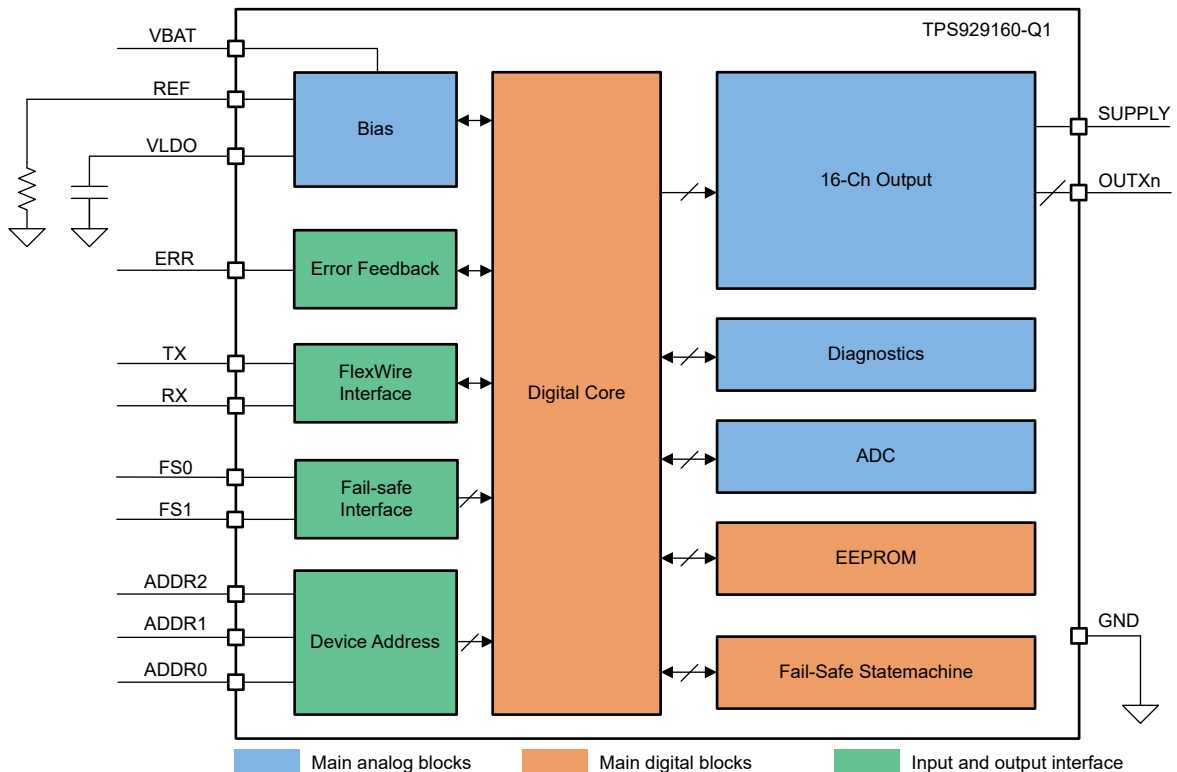 TPS929160-Q1
VBAT
REF
VLDO
ERR
TX
RX
FS0
FS1
ADDR2
ADDR1
ADDR0
Bias
Error Feedback
FlexWire
Interface
Fail-safe
Interface
Device Address
Digital Core
16-Ch Output
Diagnostics
ADC
EEPROM
Fail-Safe Statemachine
SUPPLY
OUTXn
GND
Main analog blocks
Main digital blocks
Input and output interface